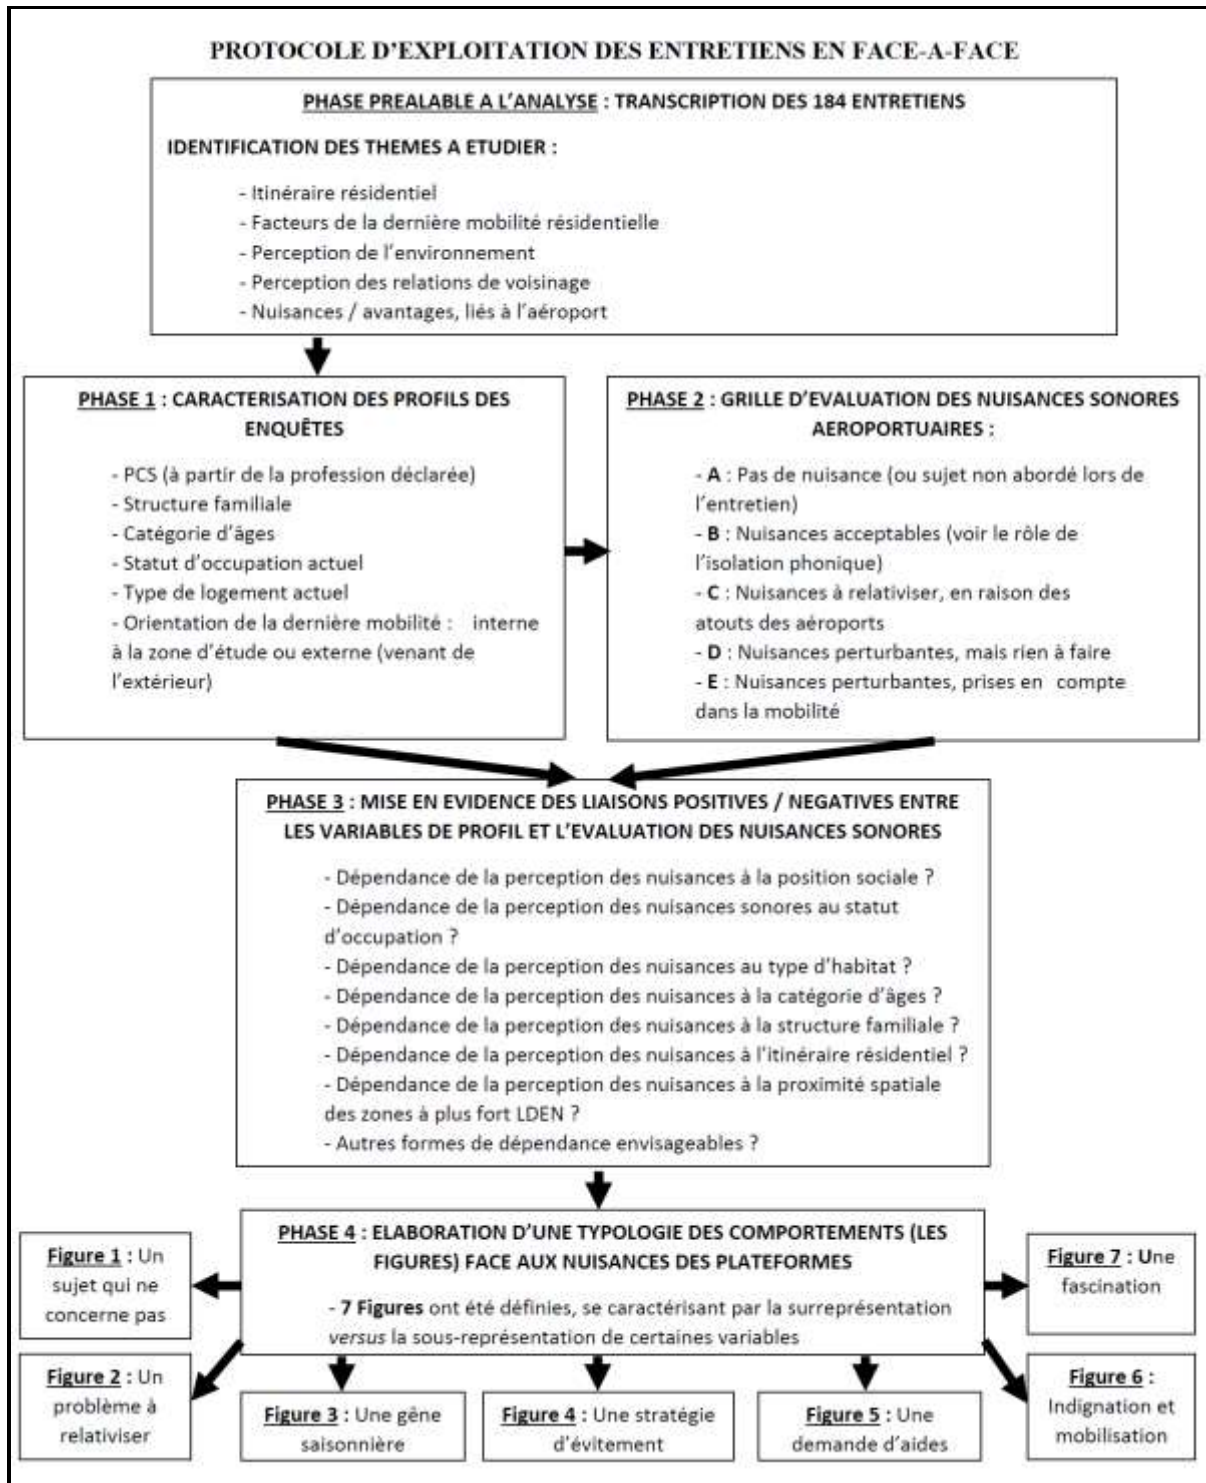 PROTOCOLE D'EXPLOITATION DES ENTRETIENS EN FACE-A-FACE
PHASE PREALABLE A L'ANALYSE : TRANSCRIPTION DES 184 ENTRETIENS
IDENTIFICATION DES THEMES A ETUDIER :
- Itinéraire résidentiel
- Facteurs de la dernière mobilité résidentielle
- Perception de l'environnement
- Perception des relations de voisinage
- Nuisances / avantages, liés à l'aéroport
PHASE 1 : CARACTERISATION DES PROFILS DES
ENQUÊTES
- PCS (à partir de la profession déclarée)
- Structure familiale
- Catégorie d'âges
- Statut d'occupation actuel
- Type de logement actuel
- Orientation de la dernière mobilité : interne
à la zone d'étude ou externe (venant de
l'extérieur)
PHASE 2 : GRILLE D'EVALUATION DES NUISANCES SONORES
AEROPORTUAIRES :
- A : Pas de nuisance (ou sujet non abordé lors de
l'entretien)
- B : Nuisances acceptables (voir le rôle de
l'isolation phonique)
- C : Nuisances à relativiser, en raison des
atouts des aéroports
- D : Nuisances perturbantes, mais rien à faire
- E : Nuisances perturbantes, prises en compte
dans la mobilité
PHASE 3 : MISE EN EVIDENCE DES LIAISONS POSITIVES / NEGATIVES ENTRE
LES VARIABLES DE PROFIL ET L'EVALUATION DES NUISANCES SONORES
- Dépendance de la perception des nuisances à la position sociale ?
- Dépendance de la perception des nuisances sonores au statut
d'occupation ?
- Dépendance de la perception des nuisances au type d'habitat ?
- Dépendance de la perception des nuisances à la catégorie d'âges ?
- Dépendance de la perception des nuisances à la structure familiale ?
- Dépendance de la perception des nuisances à l'itinéraire résidentiel ?
- Dépendance de la perception des nuisances à la proximité spatiale
des zones à plus fort LDEN ?
- Autres formes de dépendance envisageables ?
PHASE 4 : ELABORATION D'UNE TYPOLOGIE DES COMPORTEMENTS (LES
FIGURES) FACE AUX NUISANCES DES PLATEFORMES
- 7 Figures ont été définies, se caractérisant par la surreprésentation
versus la sous-représentation de certaines variables
Figure 1 : Un
sujet qui ne
concerne pas
Figure 2 : Un
problème à
relativiser
Figure 3 : Une gêne
saisonnière
Figure 4 : Une stratégie
d'évitement
Figure 5 : Une
demande d'aides
Figure 6 :
Indignation et
mobilisation
Figure 7 : Une
fascination